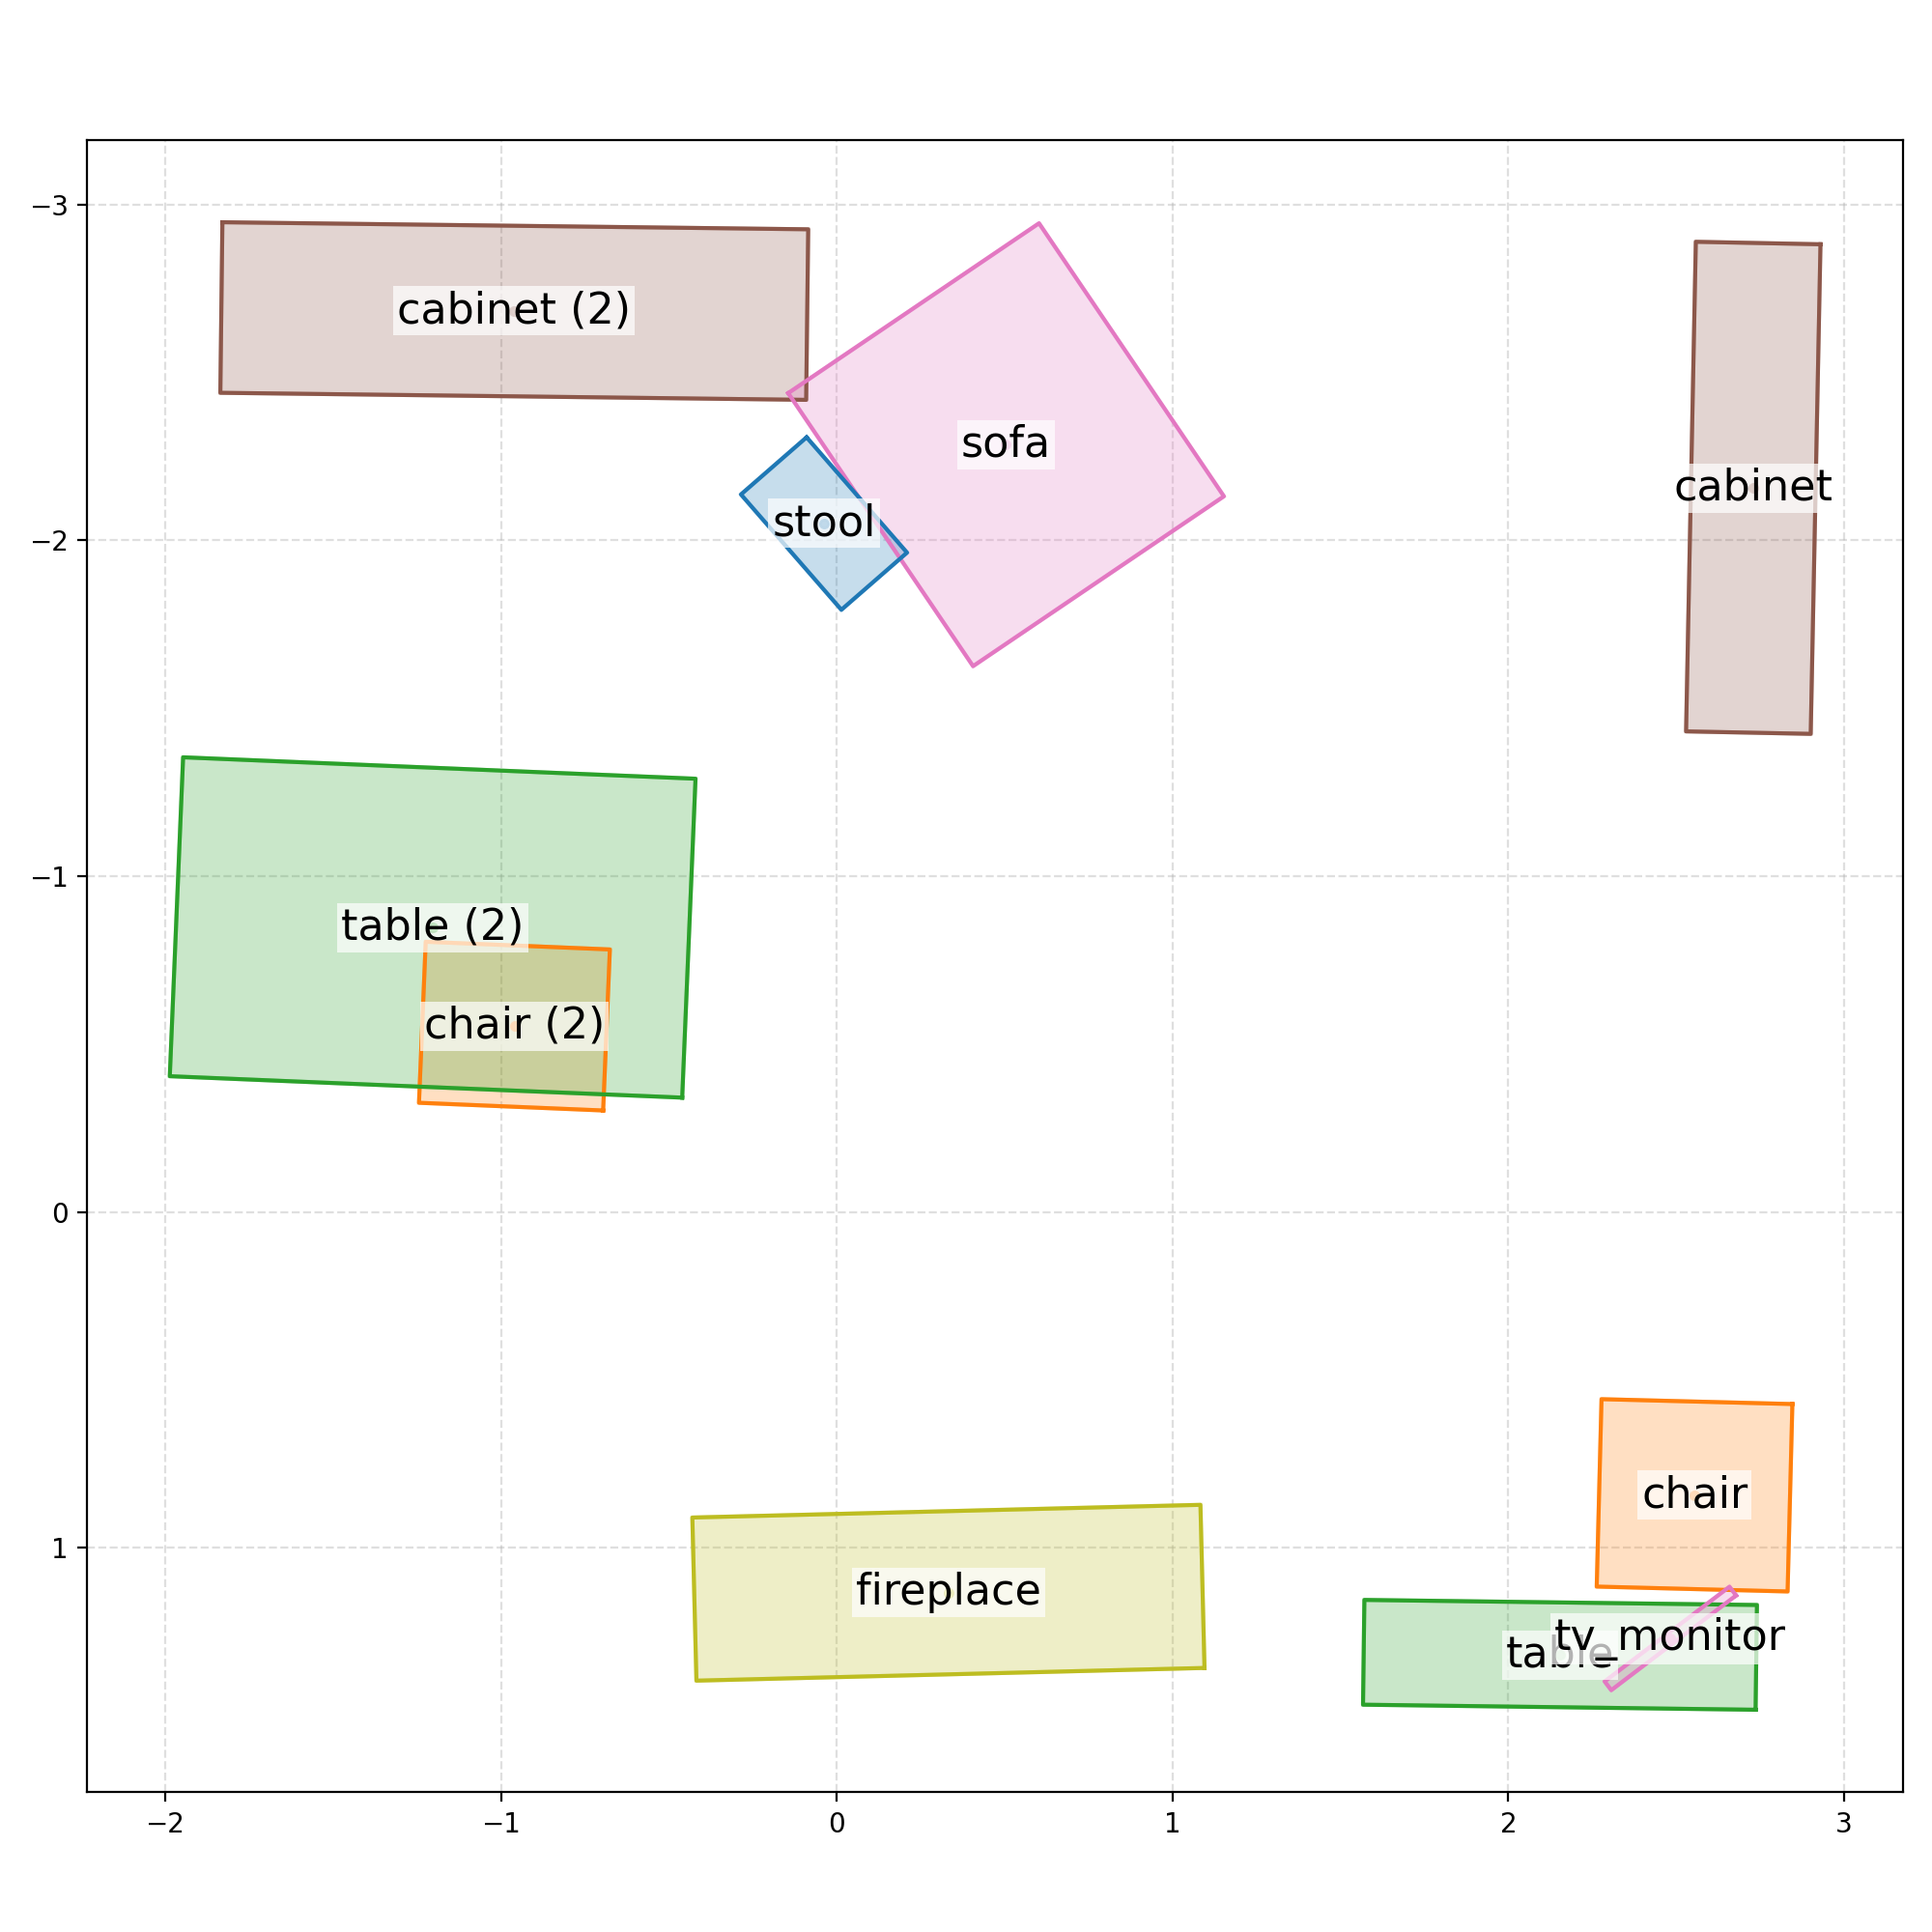 −3
cabinet (2)
sofa
cabinet
stool
−2
−1
table (2)
chair (2)
0
chair
1
fireplace
tv_monitor
table
−2
−1
0
1
2
3